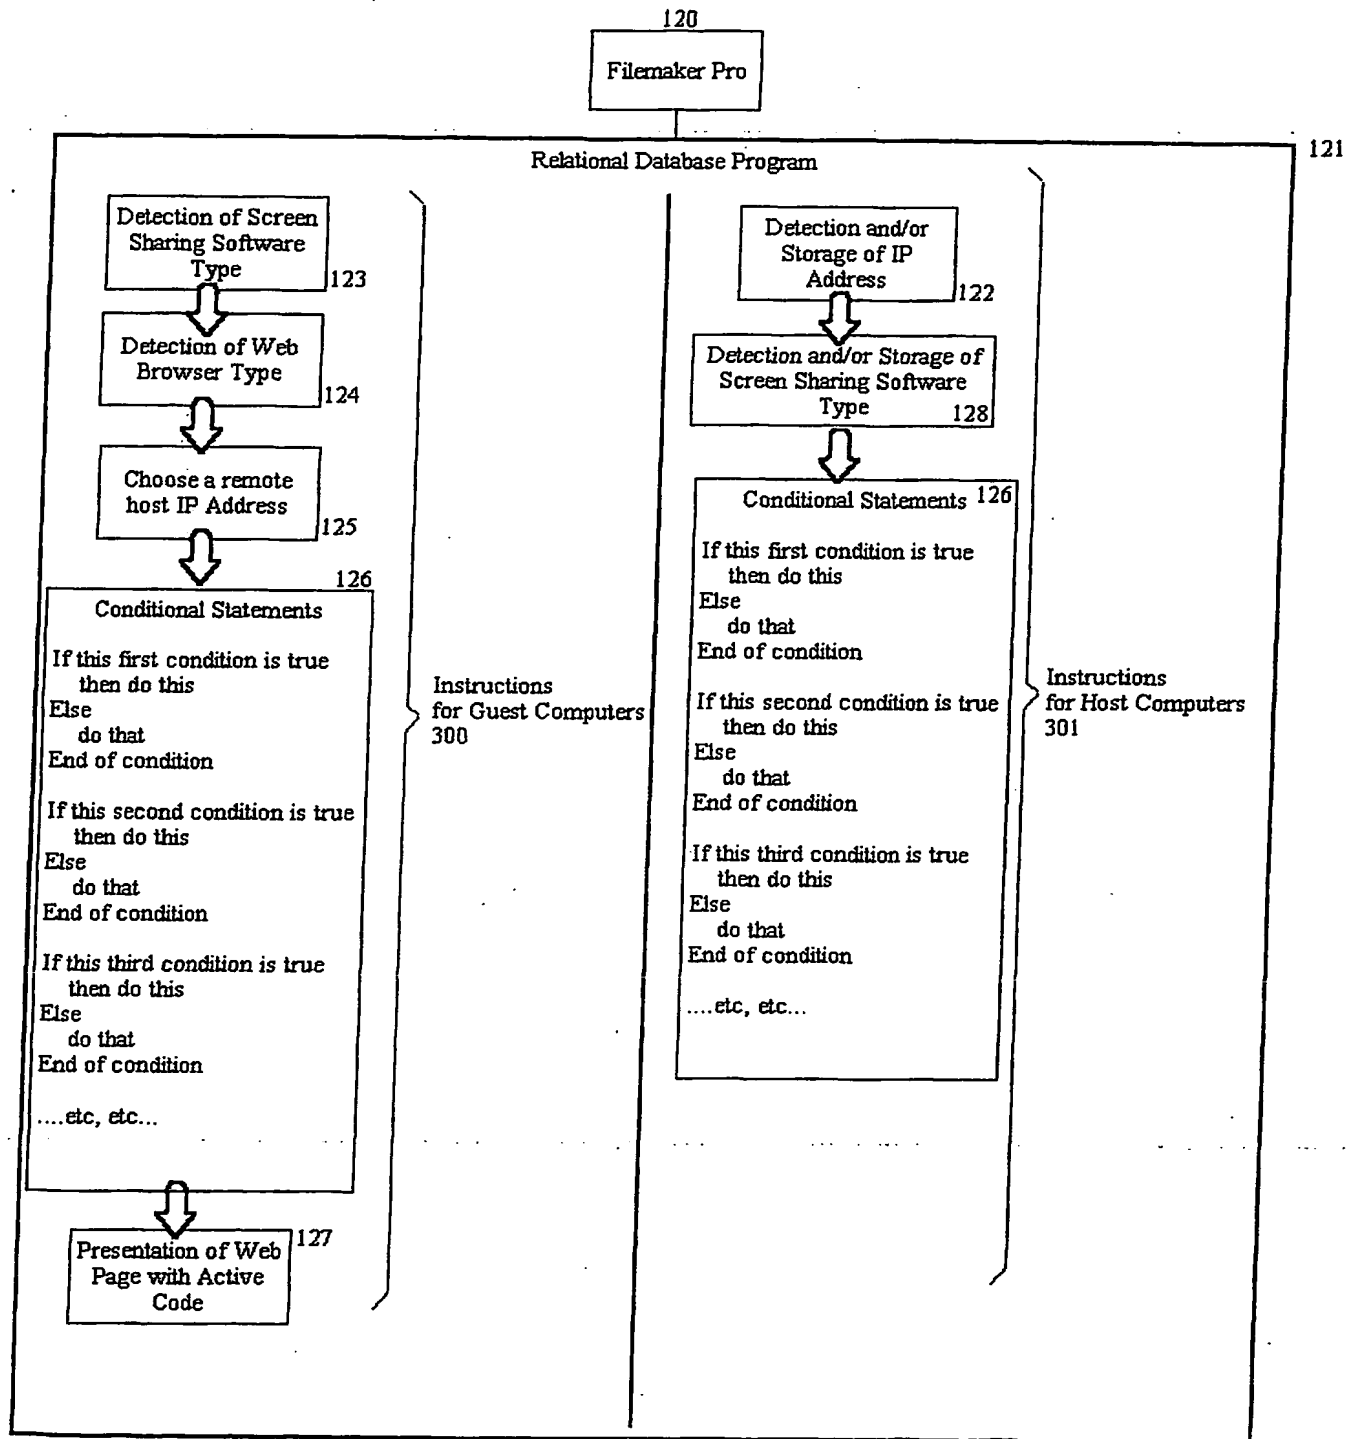 120
Filemaker Pro
121
Relational Database Program
Detection of Screen
Sharing Software
Type
123
Detection of Web
Browser Type
124
Choose a remote
host IP Address
125
126
Conditional Statements
If this first condition is true
then do this
Else
do that
End of condition
If this second condition is true
then do this
Else
do that
End of condition
If this third condition is true
then do this
Else
do that
End of condition
....etc, etc...
Presentation of Web
Page with Active
Code
127
Instructions
for Guest Computers
300
Detection and/or
Storage of IP
Address
122
Detection and/or Storage of
Screen Sharing Software
Type
128
Conditional Statements
126
If this first condition is true
then do this
Else
do that
End of condition
If this second condition is true
then do this
Else
do that
End of condition
If this third condition is true
then do this
Else
do that
End of condition
....etc, etc...
Instructions
for Host Computers
301